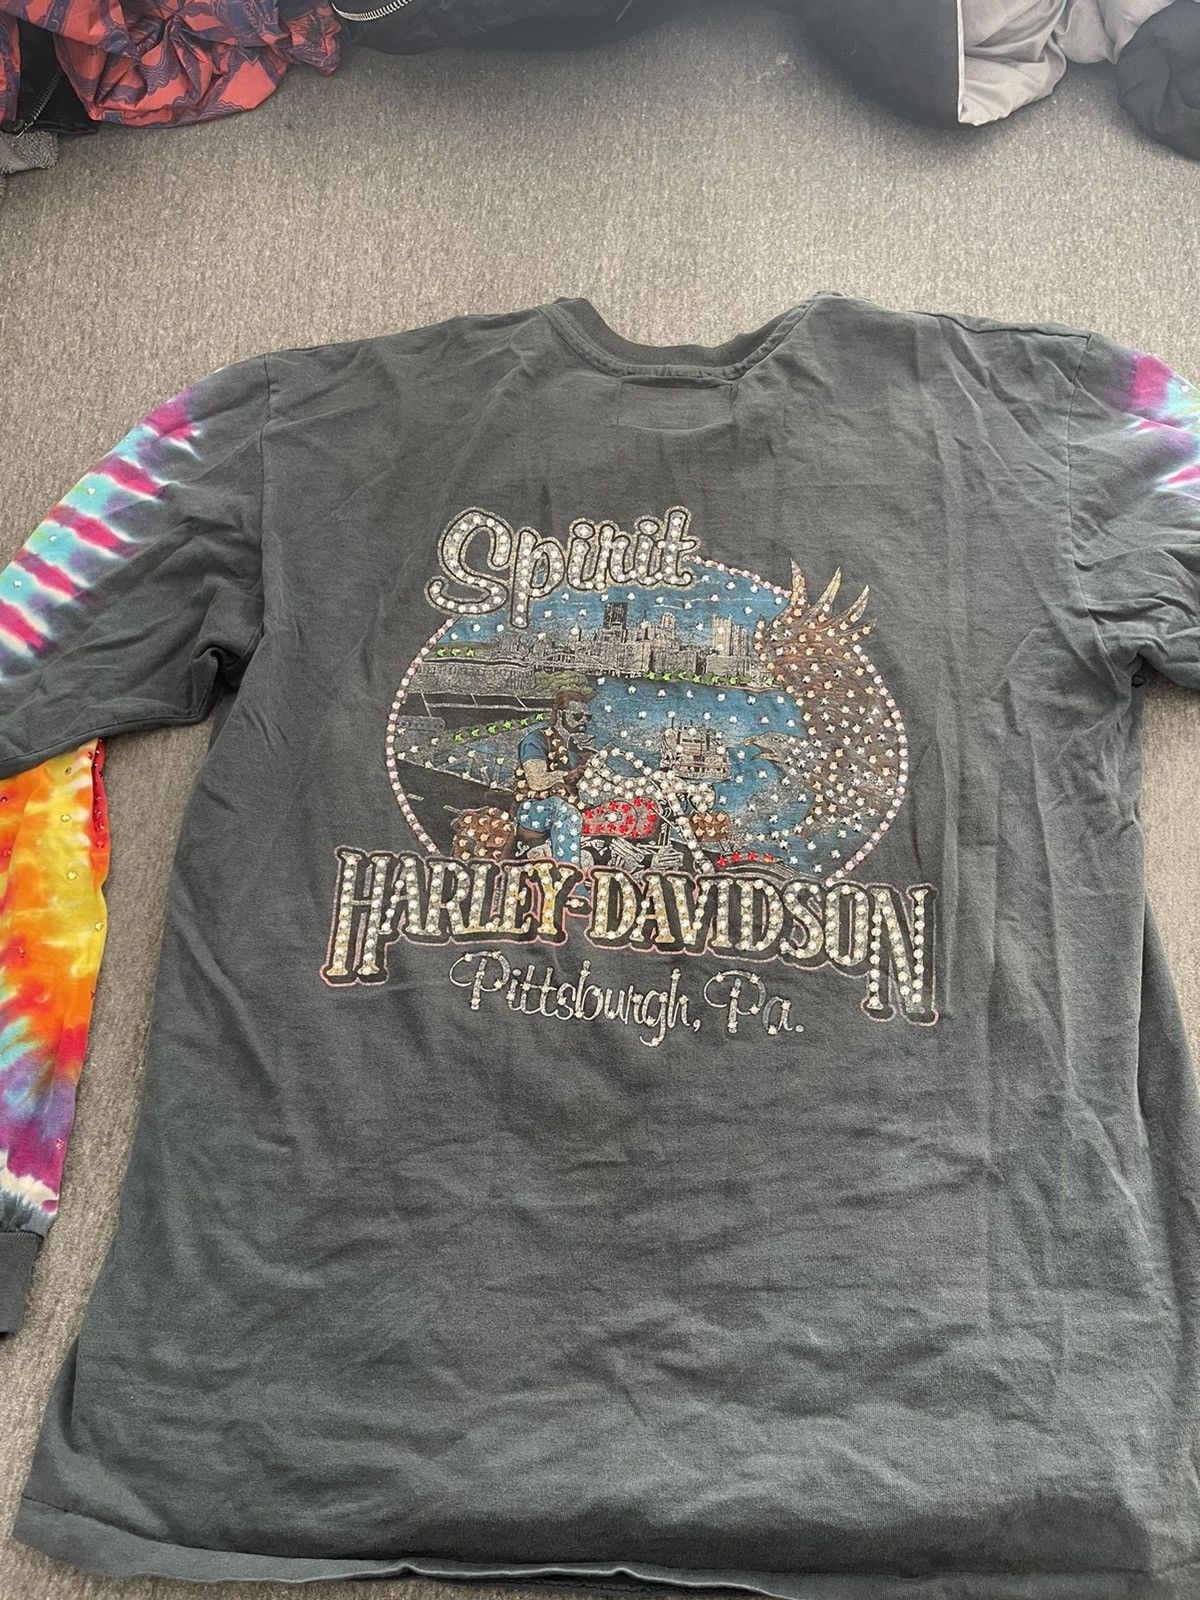 Spirit
HARLEY-DAVIDSON
Pittsburgh, Pa.